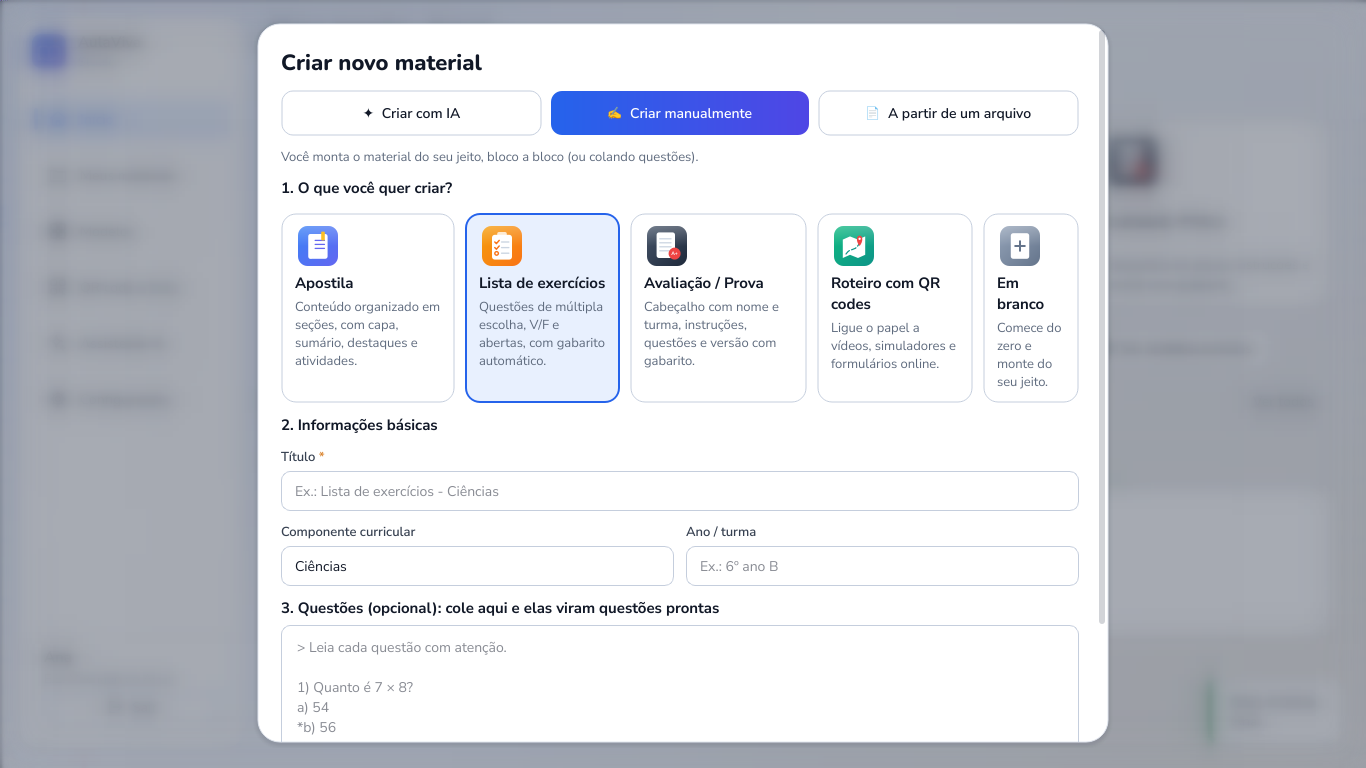 Criar novo material
✦ Criar com IA
✍ Criar manualmente
📄 A partir de um arquivo
Você monta o material do seu jeito, bloco a bloco (ou colando questões).
1. O que você quer criar?
Apostila
Conteúdo organizado em
seções, com capa,
sumário, destaques e
atividades.
Lista de exercícios
Questões de múltipla
escolha, V/F e
abertas, com gabarito
automático.
Avaliação / Prova
Cabeçalho com nome e
turma, instruções,
questões e versão com
gabarito.
Roteiro com QR
codes
Ligue o papel a
vídeos, simuladores e
formulários online.
Em
branco
Comece do
zero e
monte do
seu jeito.
2. Informações básicas
Título *
Ex.: Lista de exercícios - Ciências
Componente curricular
Ciências
Ano / turma
Ex.: 6º ano B
3. Questões (opcional): cole aqui e elas viram questões prontas
> Leia cada questão com atenção.
1) Quanto é 7 × 8?
a) 54
*b) 56